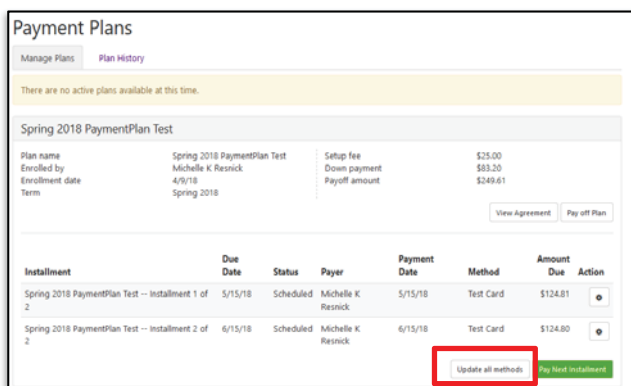 Payment Plans
Manage Plans Plan History
There are no active plans available at this time.
Spring 2018 PaymentPlan Test
Plan name Spring 2018 PaymentPlan Test Setup fee $25.00
Enrolled by Michelle K Resnick Down payment $83.20
Enrollment date 4/9/18 Payoff amount $249.61
Term Spring 2018
View Agreement Pay off Plan
Installment Due Date Status Payer Payment Date Method Amount Due Action
Spring 2018 PaymentPlan Test -- Installment 1 of 2 5/15/18 Scheduled Michelle K Resnick 5/15/18 Test Card $124.81
Spring 2018 PaymentPlan Test -- Installment 2 of 2 6/15/18 Scheduled Michelle K Resnick 6/15/18 Test Card $124.80
Update all methods Pay Next Installment